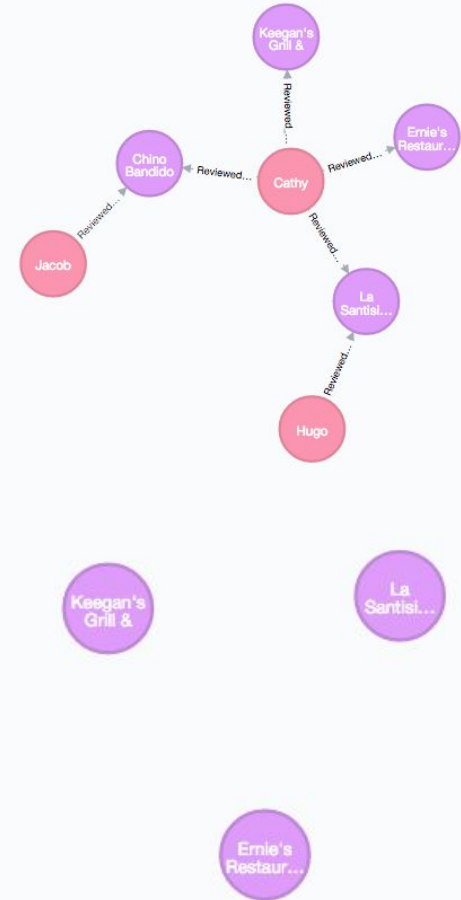 Keegan's
Grill &
Reviewed...
Ernie's
Restaur...
Chino
Bandido
Reviewed...
Cathy
Reviewed...
Reviewed...
Jacob
Reviewed...
La
Santisi...
Reviewed...
Hugo
Keegan's
Grill &
La
Santisi...
Ernie's
Restaur...